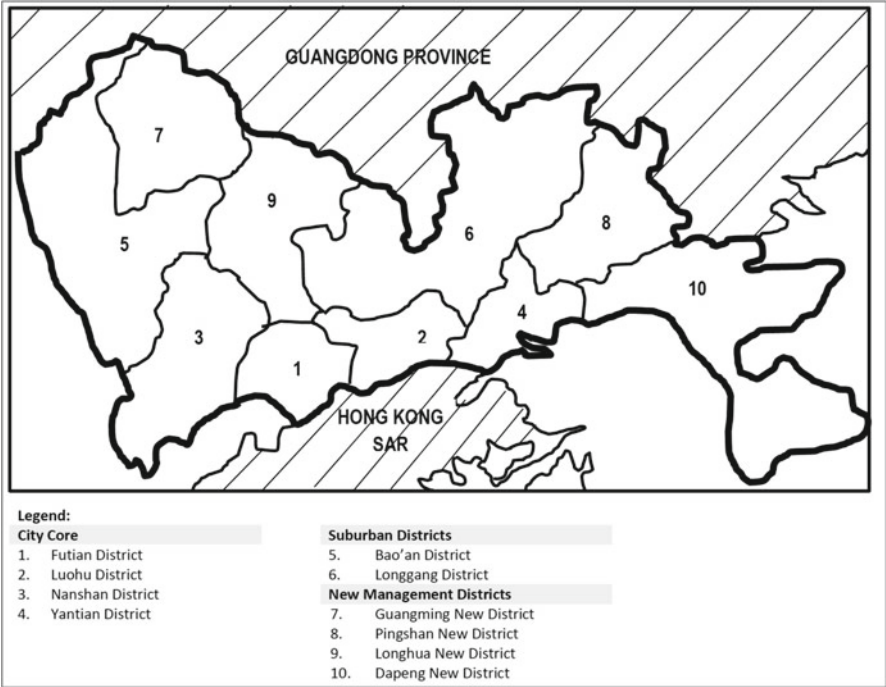 GUANGDONG PROVINCE
7
9
5
6
8
10
3
4
2
1
HONG KONG
SAR
Legend:
City Core
1. Futian District
2. Luohu District
3. Nanshan District
4. Yantian District
Suburban Districts
5. Bao’an District
6. Longgang District
New Management Districts
7. Guangming New District
8. Pingshan New District
9. Longhua New District
10. Dapeng New District